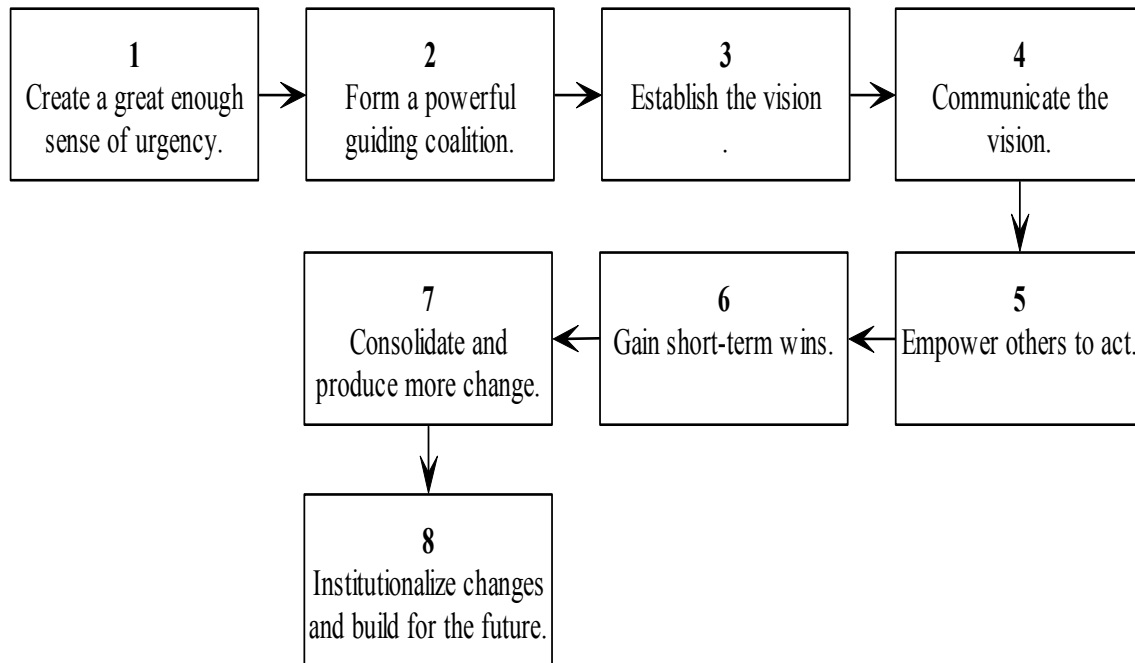 1
Create a great enough
sense of urgency.
2
Form a powerful
guiding coalition.
3
Establish the vision
.
4
Communicate the
vision.
5
Empower others to act.
6
Gain short-term wins.
7
Consolidate and
produce more change.
8
Institutionalize changes
and build for the future.